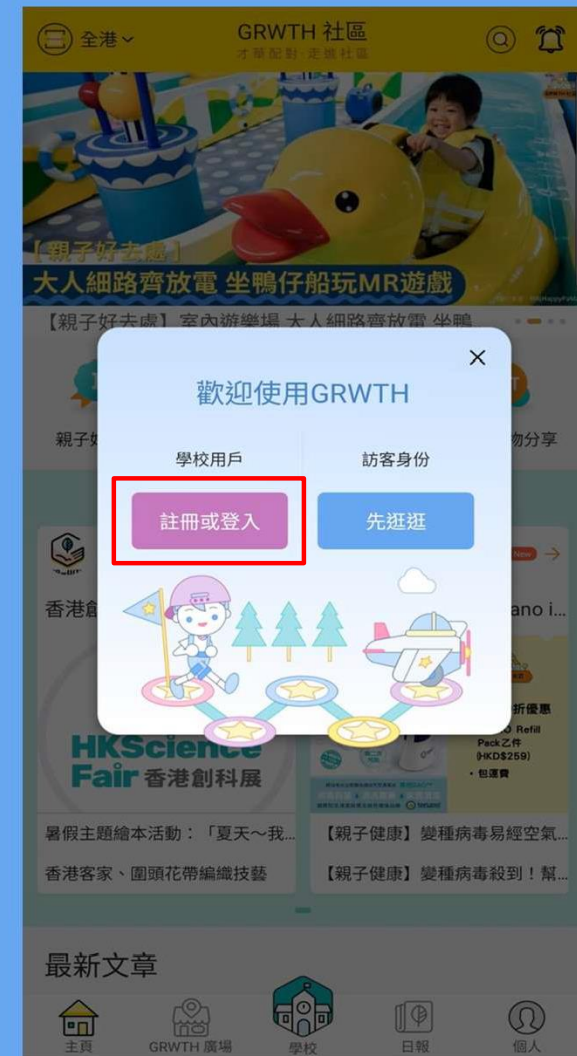 全港
GRWTH 社區
才華配對·走進社區
【親子好去處】
大人細路齊放電 坐鴨仔船玩MR遊戲
【親子好去處】室內遊樂場 大人細路齊放電 坐鴨
歡迎使用GRWTH
學校用戶
訪客身份
註冊或登入
先逛逛
親子好
物分享
New
香港創
ano i...
折優惠
Refill
Pack乙件
(HKD$259)
・包運費
HKScience
Fair 香港創科展
暑假主題繪本活動：「夏天～我...
【親子健康】變種病毒易經空氣...
香港客家、圍頭花帶編織技藝
【親子健康】變種病毒殺到！幫...
最新文章
主頁
GRWTH 廣場
學校
日報
個人